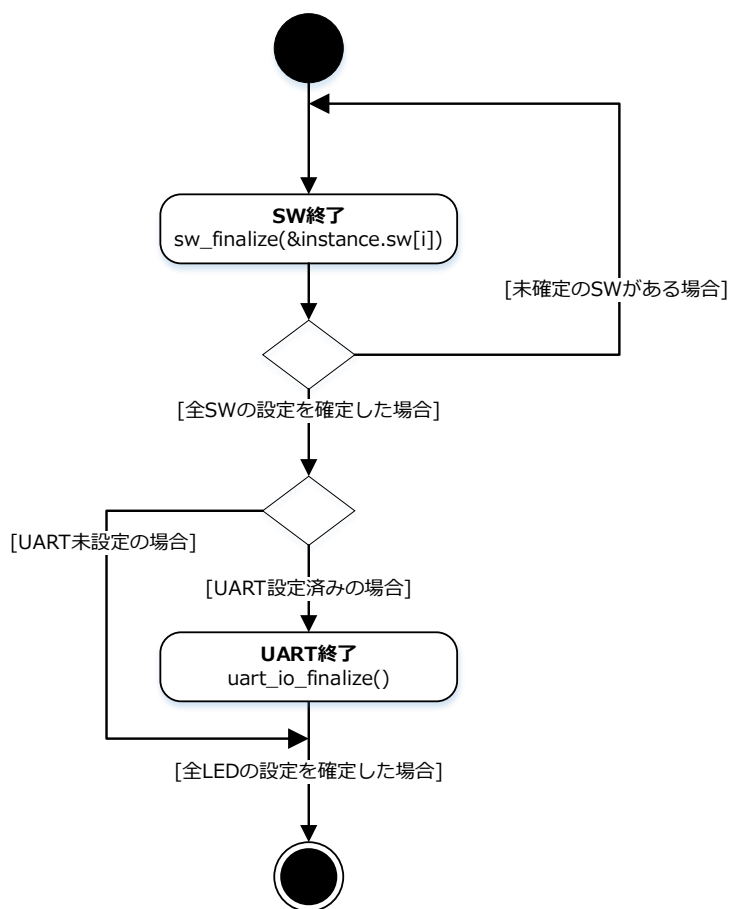 SW終了
sw_finalize(&instance.sw[i])
[未確定のSWがある場合]
[全SWの設定を確定した場合]
[UART未設定の場合]
[UART設定済みの場合]
UART終了
uart_io_finalize()
[全LEDの設定を確定した場合]